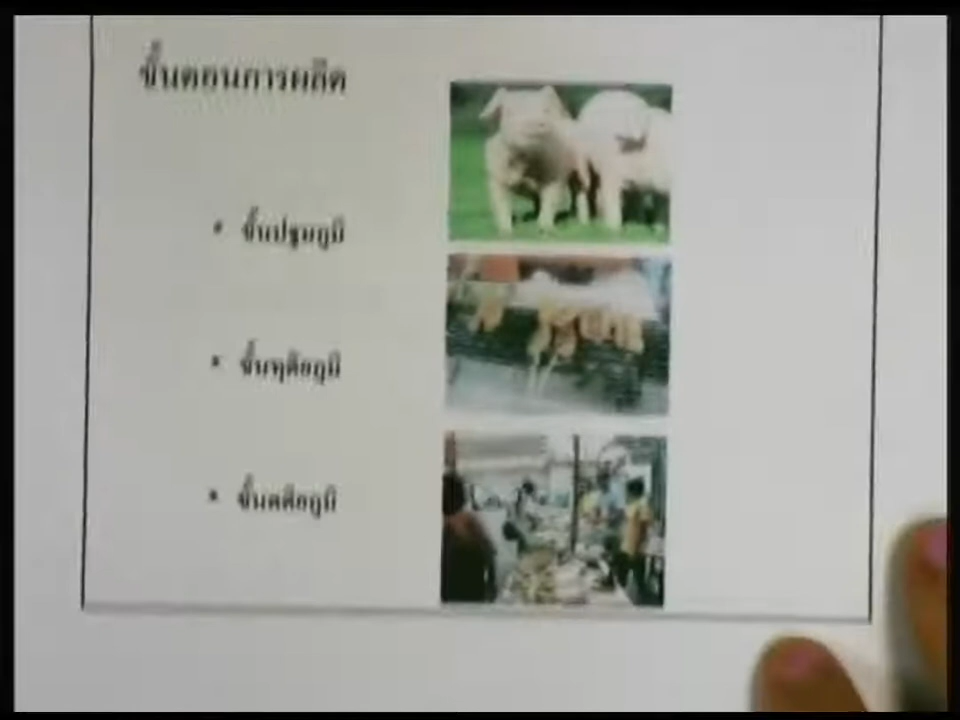 ขั้นตอนการผลิต
* ขั้นปฐมภูมิ
* ขั้นทุติยภูมิ
* ขั้นตติยภูมิ